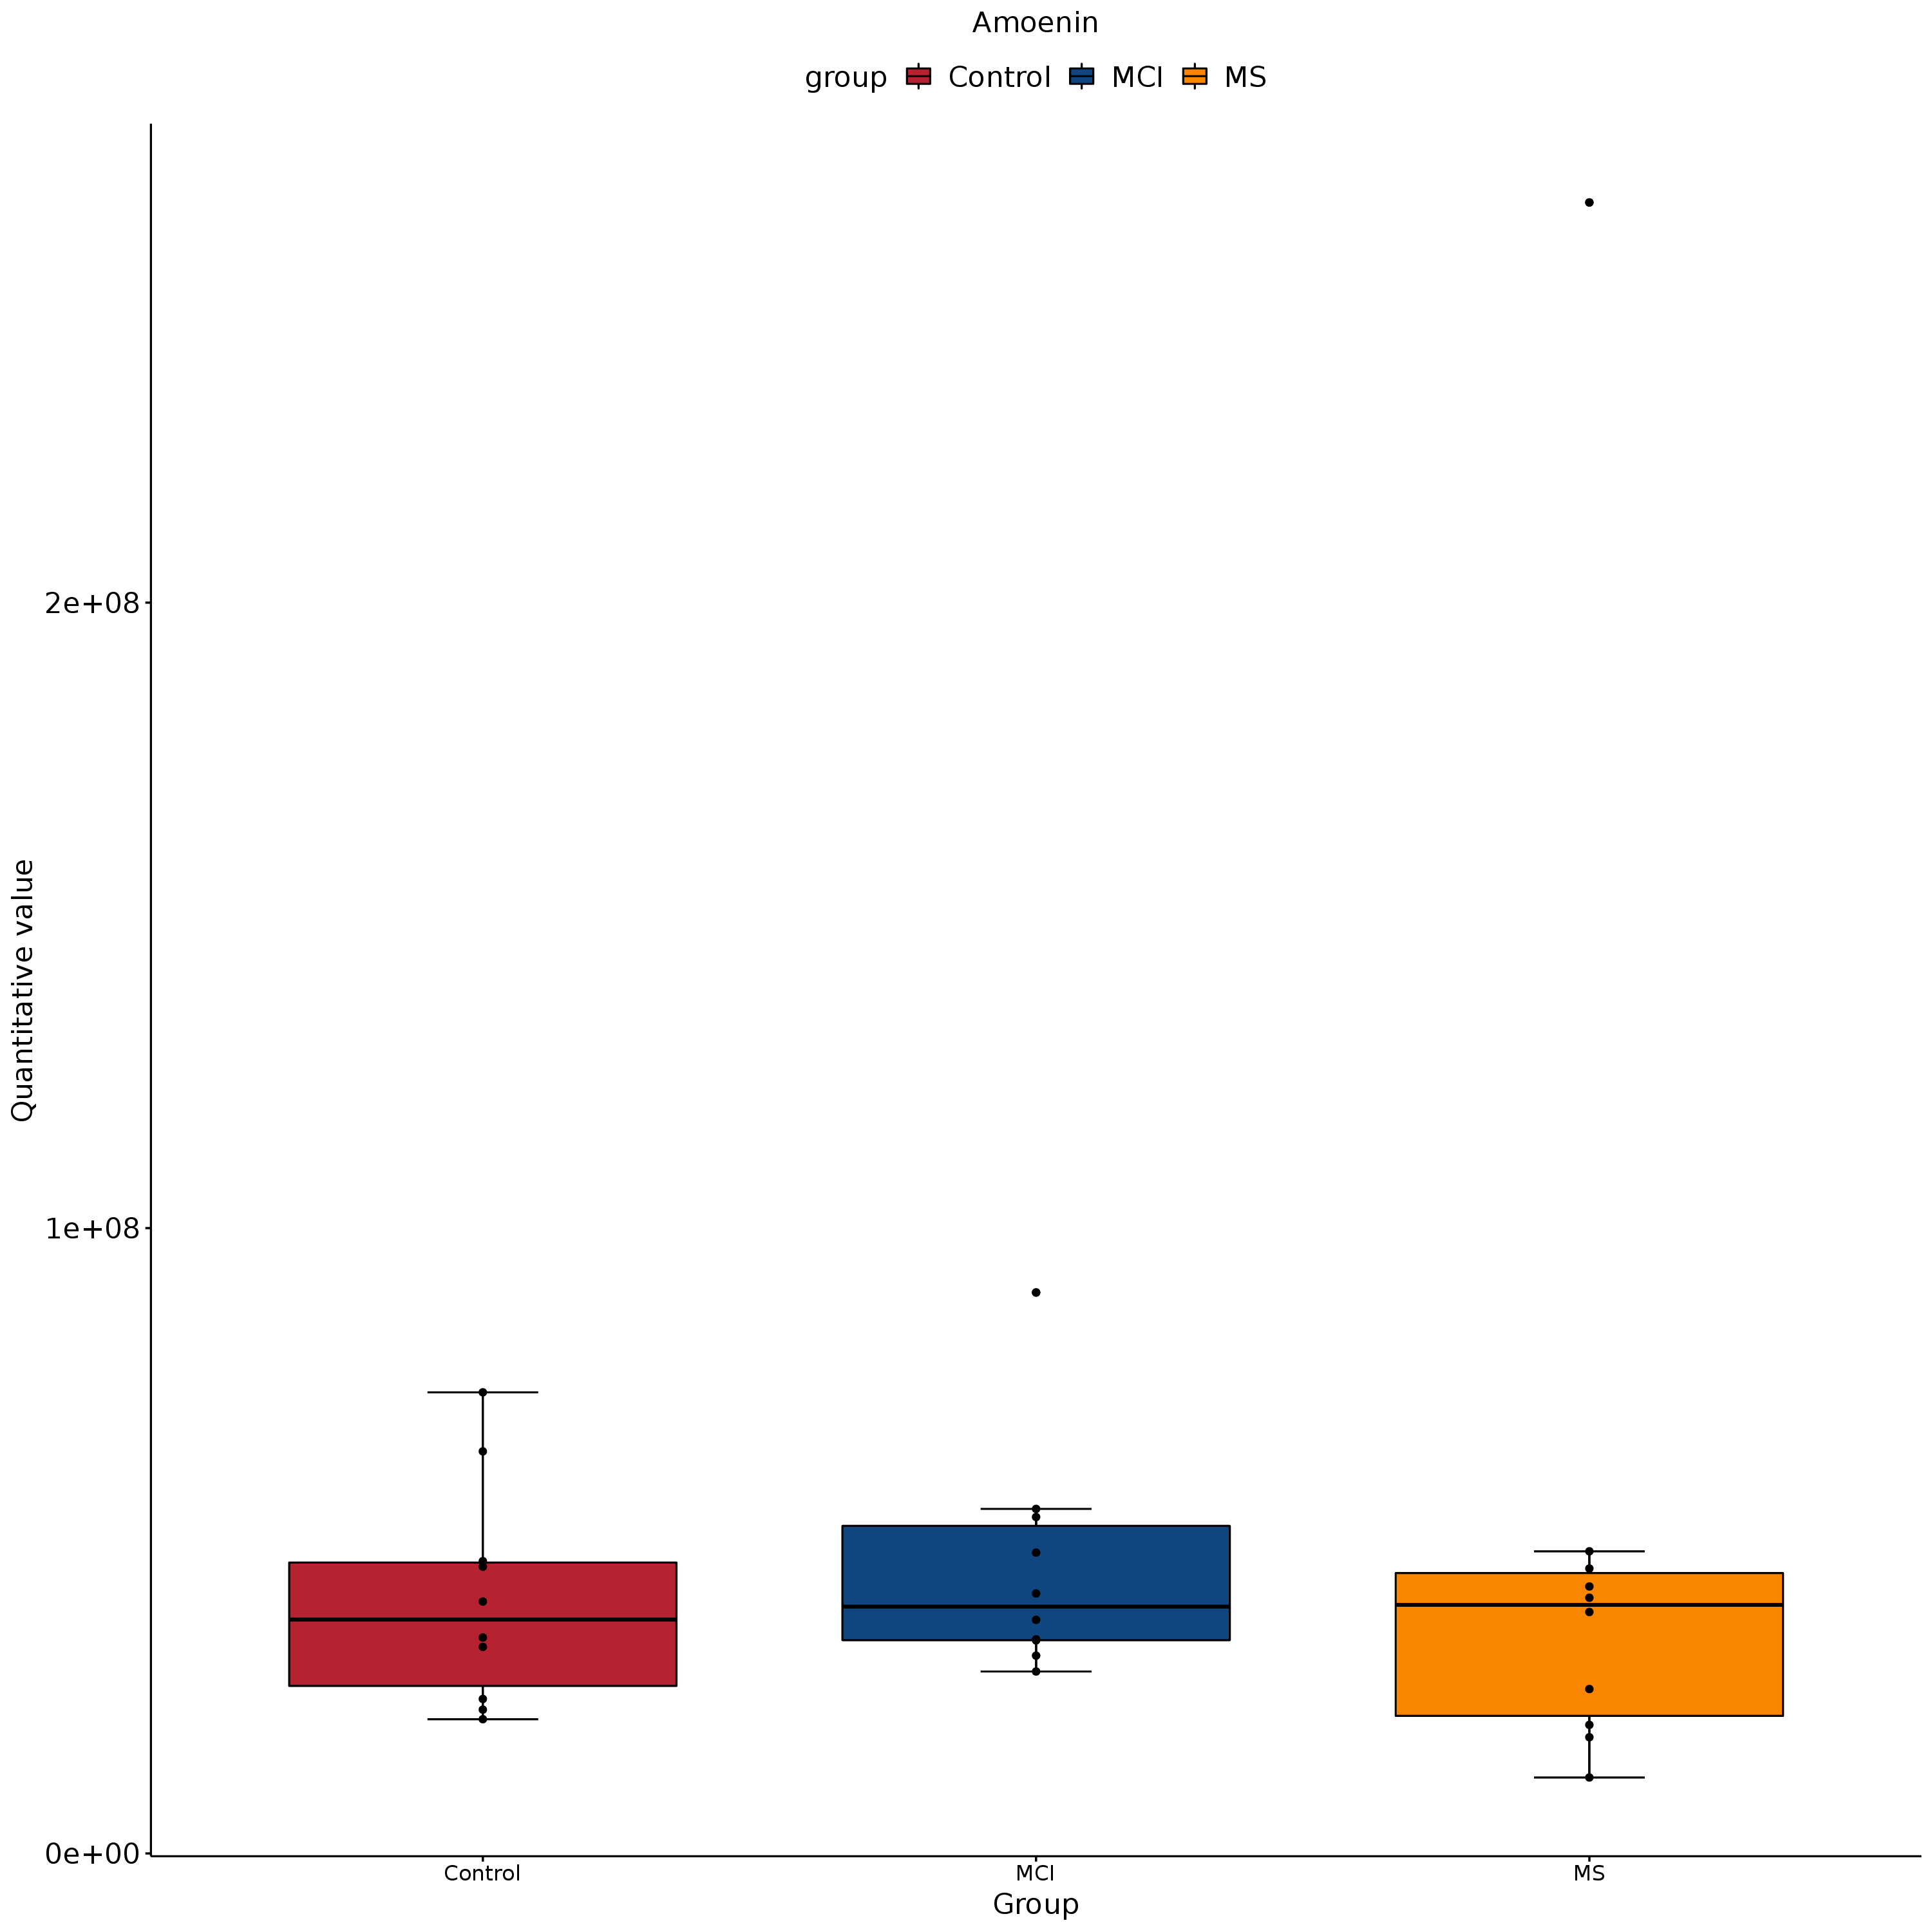 Amoenin
group Control MCI MS
Quantitative value
2e+08
1e+08
0e+00
Control MCI MS
Group